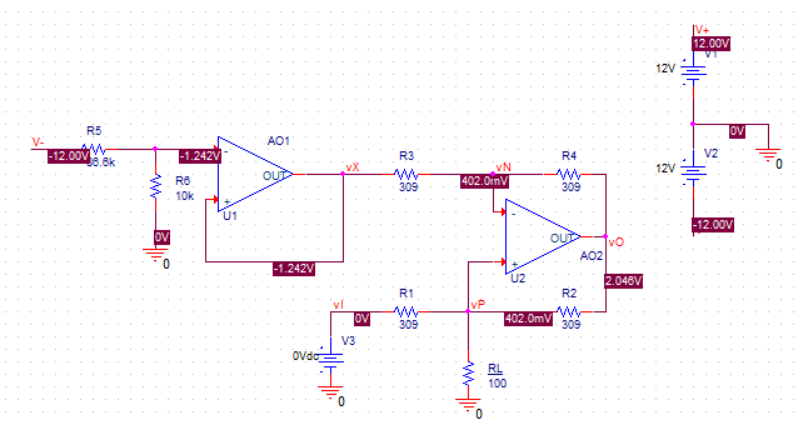 V+
12.00V
V1
12V
0V
0
V2
12V
-12.00V
V-
-12.00V
R5
86.6k
-1.242V
R6
10k
0V
0
AO1
-
OUT
+
U1
-1.242V
vX
R3
309
vN
402.0mV
R4
309
-
OUT
+
U2
AO2
vO
2.046V
vI
0V
R1
309
vP
402.0mV
R2
309
0Vdc
V3
0
RL
100
0